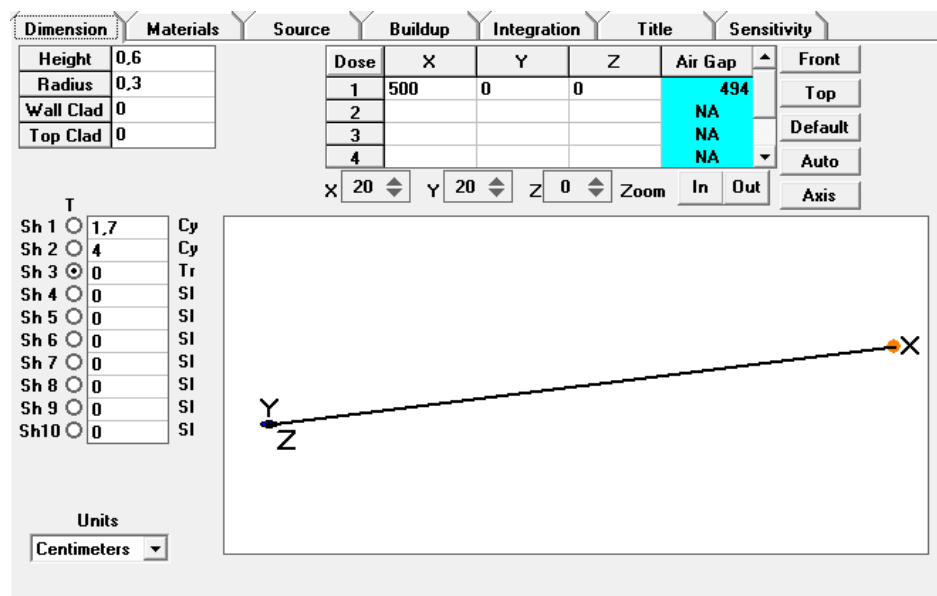 Dimension Materials Source Buildup Integration Title Sensitivity
Height 0,6
Radius 0,3
Wall Clad 0
Top Clad 0
Dose X Y Z Air Gap
1 500 0 0 494
2 NA
3 NA
4 NA
Front
Top
Default
Auto
Axis
X 20 Y 20 Z 0 Zoom In Out
T
Sh 1 1,7 Cy
Sh 2 4 Cy
Sh 3 0 Tr
Sh 4 0 Sl
Sh 5 0 Sl
Sh 6 0 Sl
Sh 7 0 Sl
Sh 8 0 Sl
Sh 9 0 Sl
Sh10 0 Sl
X
Y
Z
Units
Centimeters